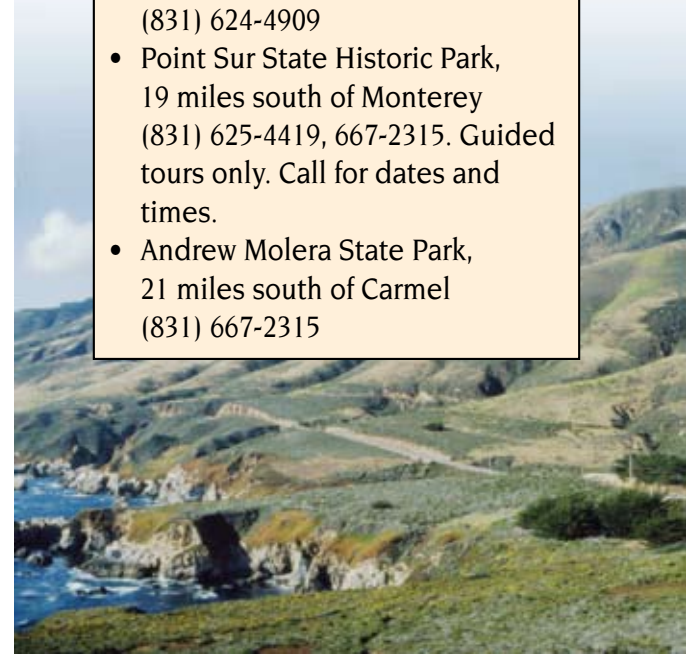 (831) 624-4909
• Point Sur State Historic Park,
19 miles south of Monterey
(831) 625-4419, 667-2315. Guided
tours only. Call for dates and
times.
• Andrew Molera State Park,
21 miles south of Carmel
(831) 667-2315